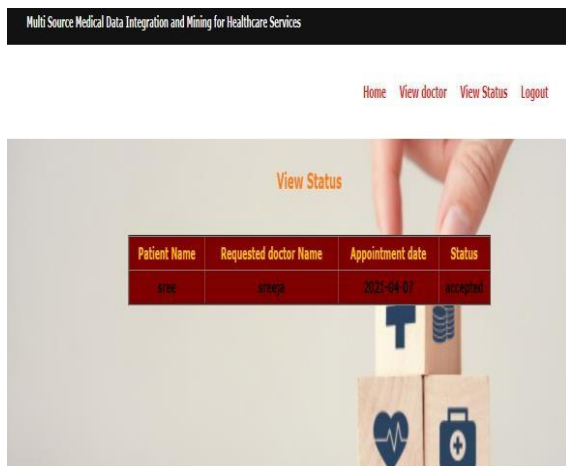 Multi Source Medical Data Integration and Mining for Healthcare Services
Home View doctor View Status Logout
View Status
Patient Name Requested doctor Name Appointment date Status
sree sreeja 2021-04-07 accepted